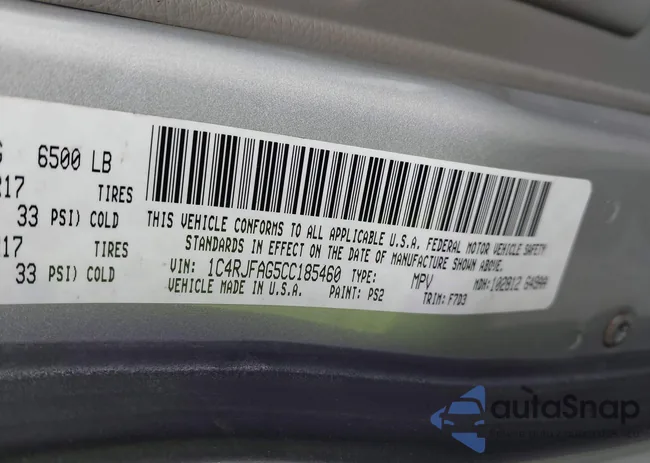 6500 LB
TIRES
33 PSI) COLD
TIRES
33 PSI) COLD
THIS VEHICLE CONFORMS TO ALL APPLICABLE U.S.A. FEDERAL MOTOR VEHICLE SAFETY
STANDARDS IN EFFECT ON THE DATE OF MANUFACTURE SHOWN ABOVE.
VIN: 1C4RJFAG5CC185460 TYPE: MPV MDH:102812
VEHICLE MADE IN U.S.A. PAINT: PS2 TRIM: F7D3
autoSnap